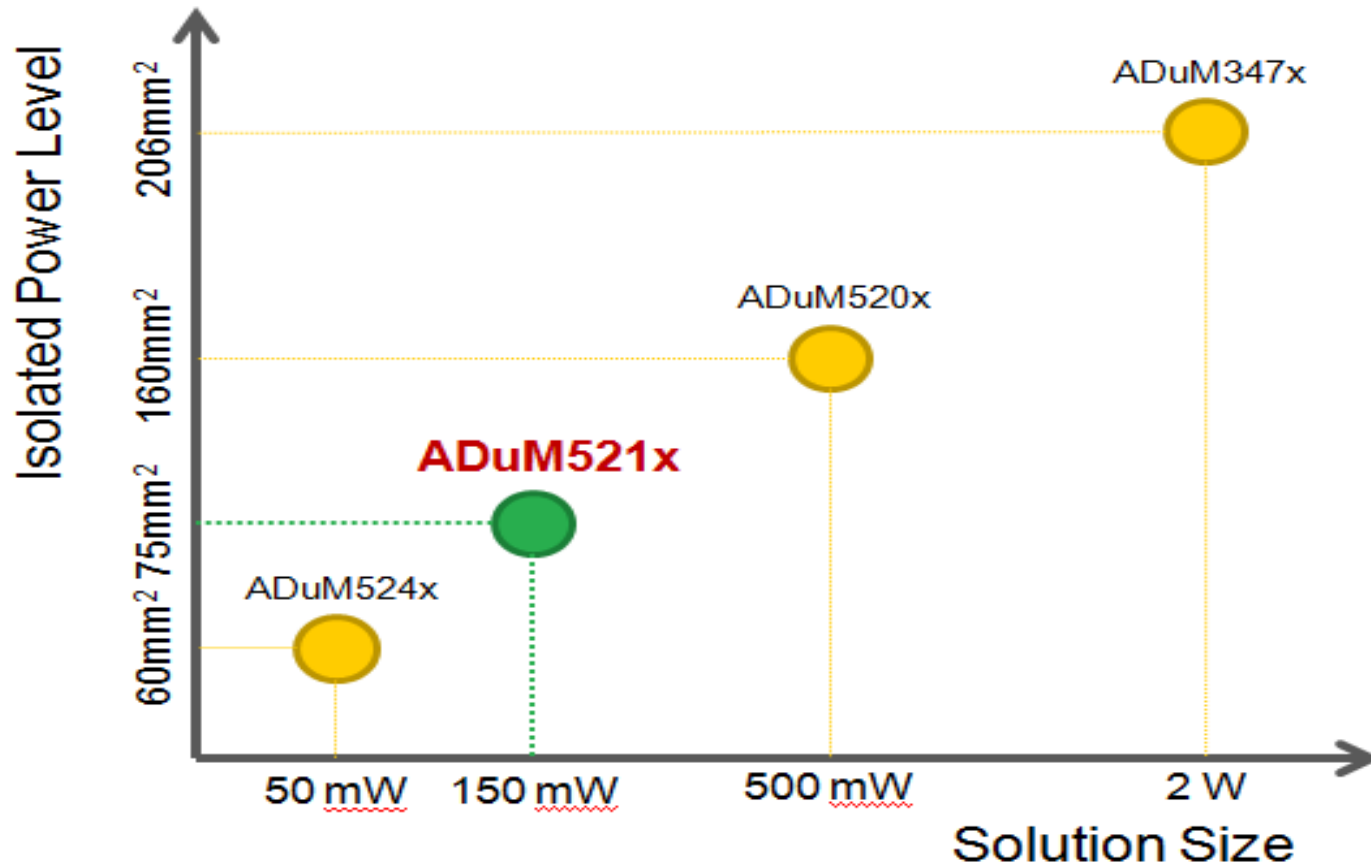 Isolated Power Level
206mm²
160mm²
75mm²
60mm²
ADuM347x
ADuM520x
ADuM521x
ADuM524x
50 mW
150 mW
500 mW
2 W
Solution Size